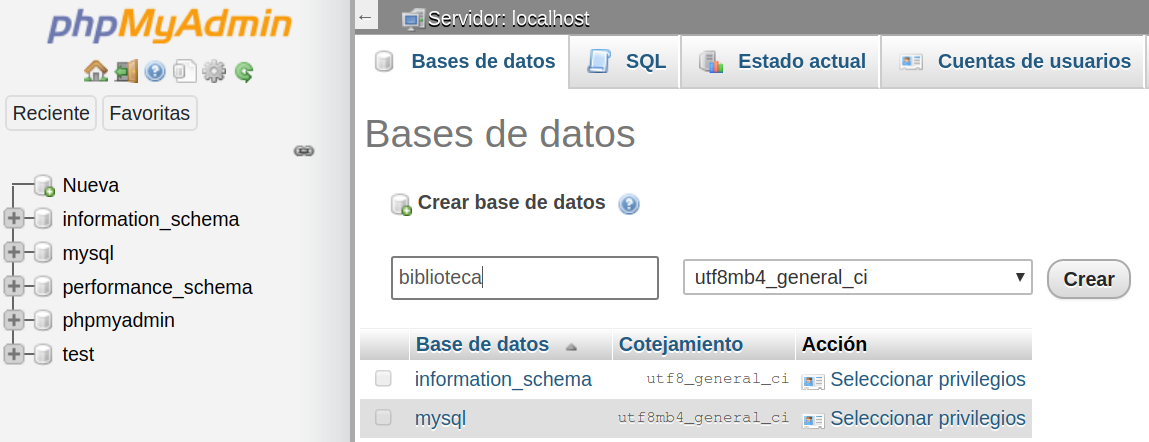 phpMyAdmin
Reciente Favoritas
Nueva
information_schema
mysql
performance_schema
phpmyadmin
test
← Servidor: localhost
Bases de datos SQL Estado actual Cuentas de usuarios
Bases de datos
Crear base de datos
biblioteca utf8mb4_general_ci Crear
Base de datos Cotejamiento Acción
information_schema utf8_general_ci Seleccionar privilegios
mysql utf8mb4_general_ci Seleccionar privilegios